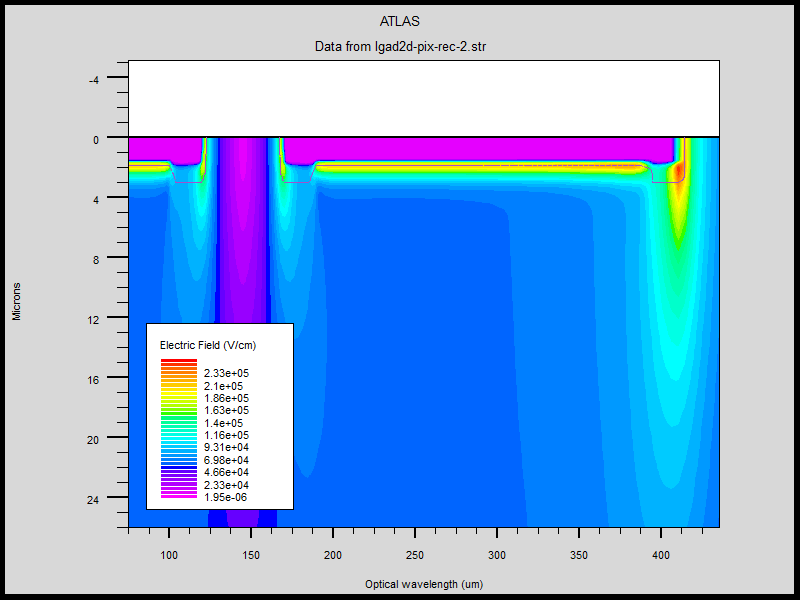 ATLAS
Data from lgad2d-pix-rec-2.str
-4
0
4
8
12
16
20
24
Microns
Electric Field (V/cm)
2.33e+05
2.1e+05
1.86e+05
1.63e+05
1.4e+05
1.16e+05
9.31e+04
6.98e+04
4.66e+04
2.33e+04
1.95e-06
100 150 200 250 300 350 400
Optical wavelength (um)